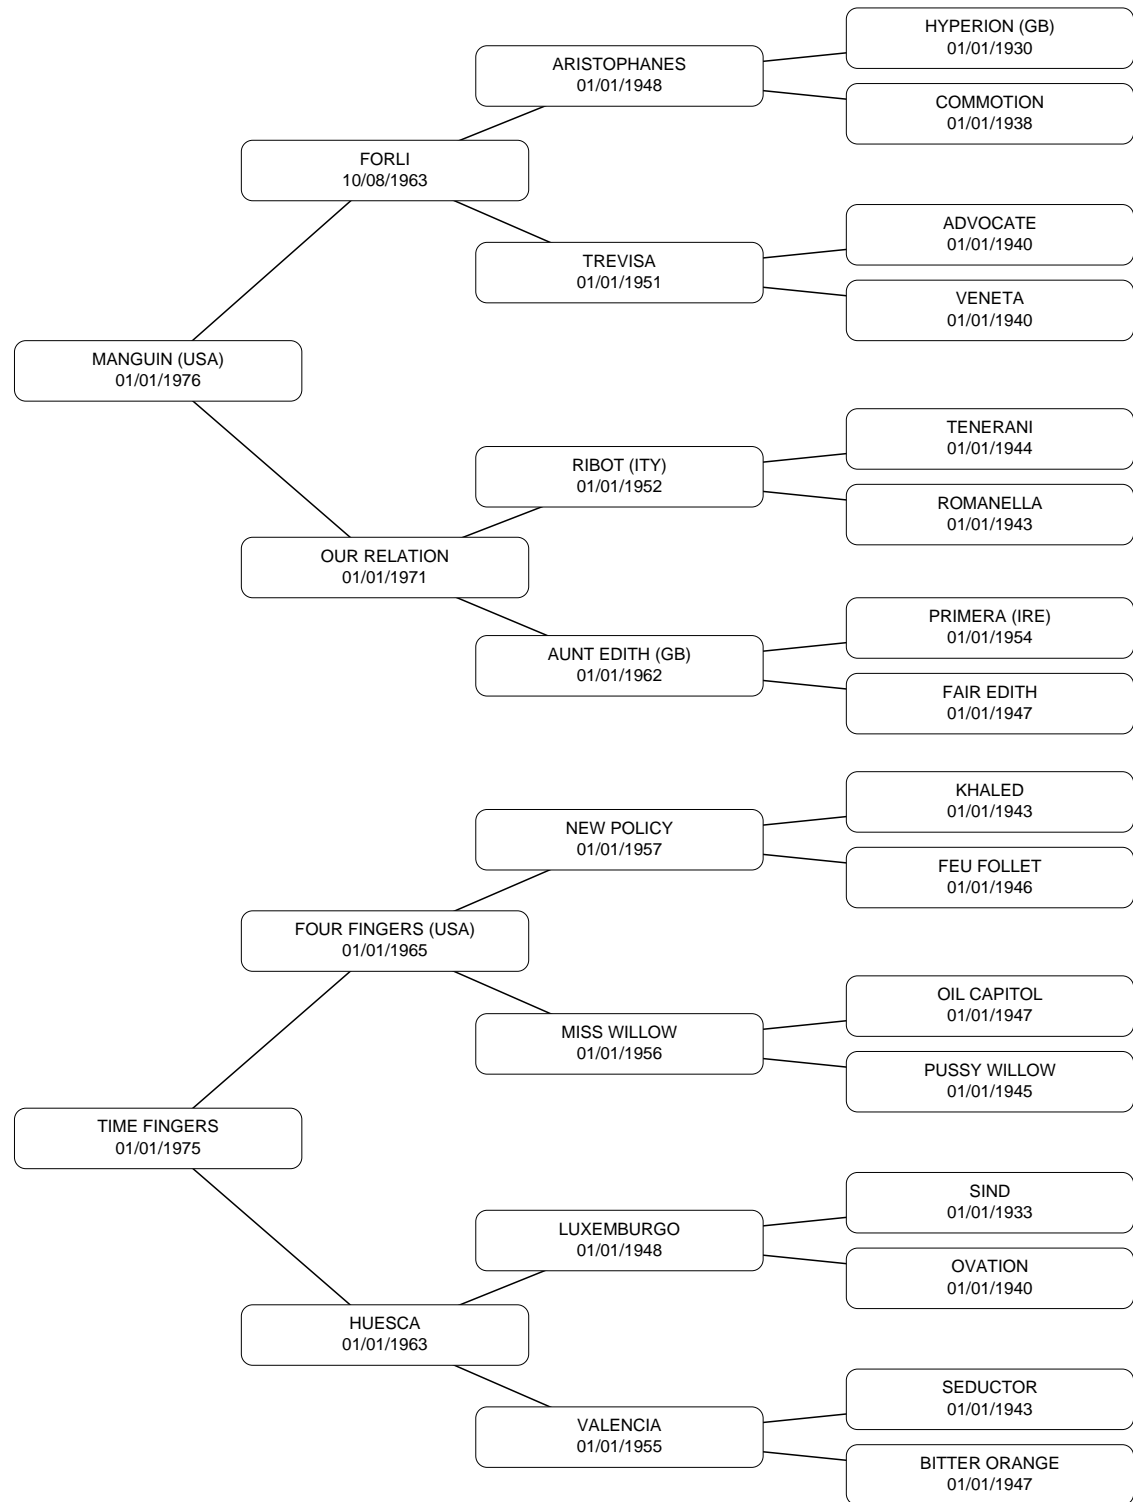 HYPERION (GB)
01/01/1930
ARISTOPHANES
01/01/1948
COMMOTION
01/01/1938
FORLI
10/08/1963
ADVOCATE
01/01/1940
TREVISA
01/01/1951
VENETA
01/01/1940
MANGUIN (USA)
01/01/1976
TENERANI
01/01/1944
RIBOT (ITY)
01/01/1952
ROMANELLA
01/01/1943
OUR RELATION
01/01/1971
PRIMERA (IRE)
01/01/1954
AUNT EDITH (GB)
01/01/1962
FAIR EDITH
01/01/1947
KHALED
01/01/1943
NEW POLICY
01/01/1957
FEU FOLLET
01/01/1946
FOUR FINGERS (USA)
01/01/1965
OIL CAPITOL
01/01/1947
MISS WILLOW
01/01/1956
PUSSY WILLOW
01/01/1945
TIME FINGERS
01/01/1975
SIND
01/01/1933
LUXEMBURGO
01/01/1948
OVATION
01/01/1940
HUESCA
01/01/1963
SEDUCTOR
01/01/1943
VALENCIA
01/01/1955
BITTER ORANGE
01/01/1947